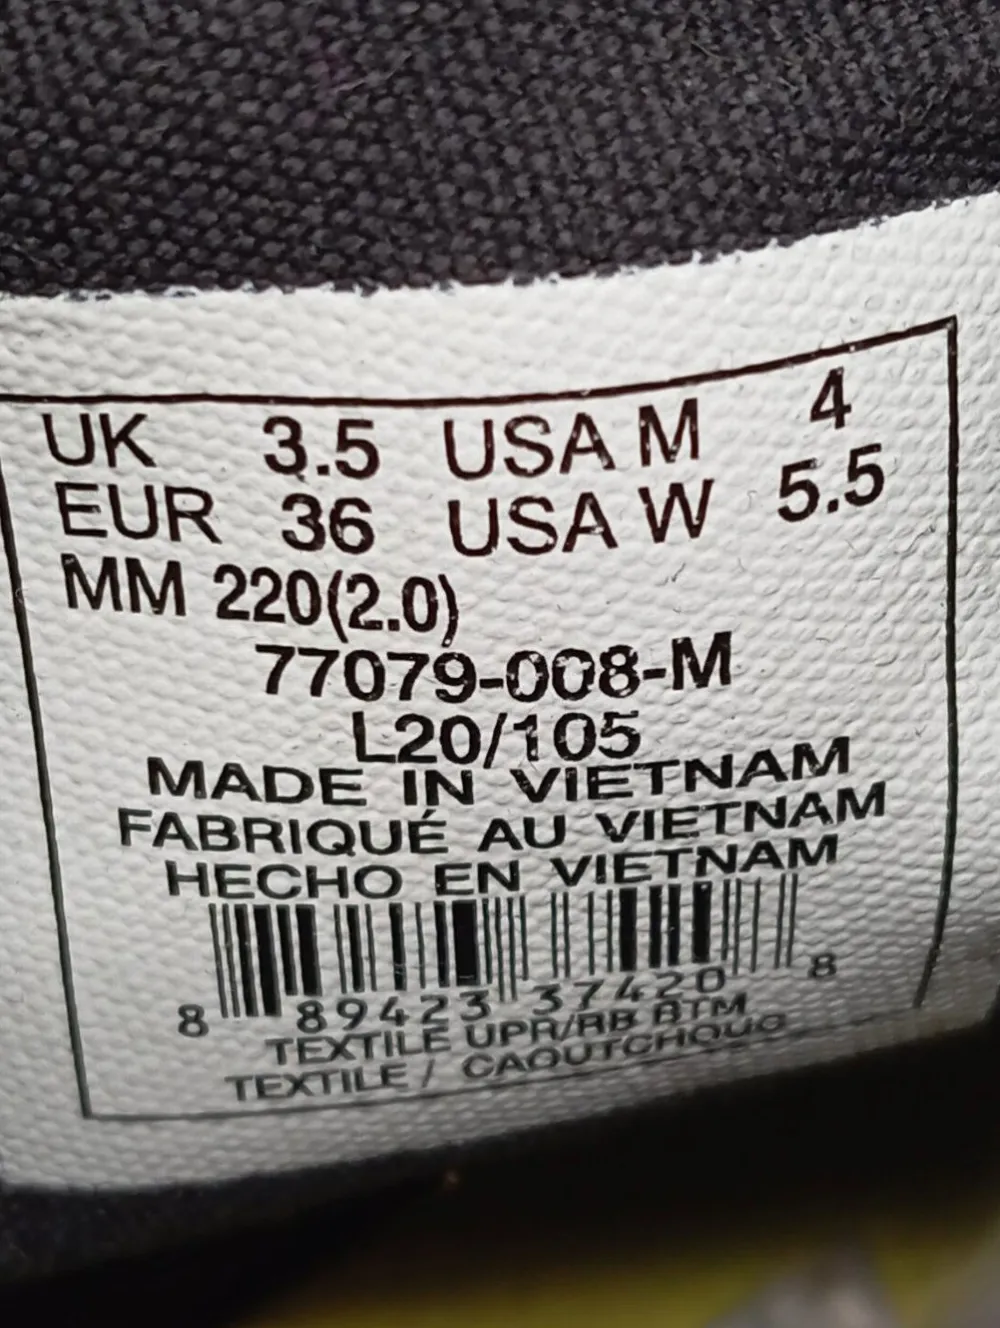 UK 3.5 USA M 4
EUR 36 USA W 5.5
MM 220(2.0)
77079-008-M
L20/105
MADE IN VIETNAM
FABRIQUÉ AU VIETNAM
HECHO EN VIETNAM
8 89423 37420 8
TEXTILE UPR/RB BTM
TEXTILE / CAOUTCHOUC